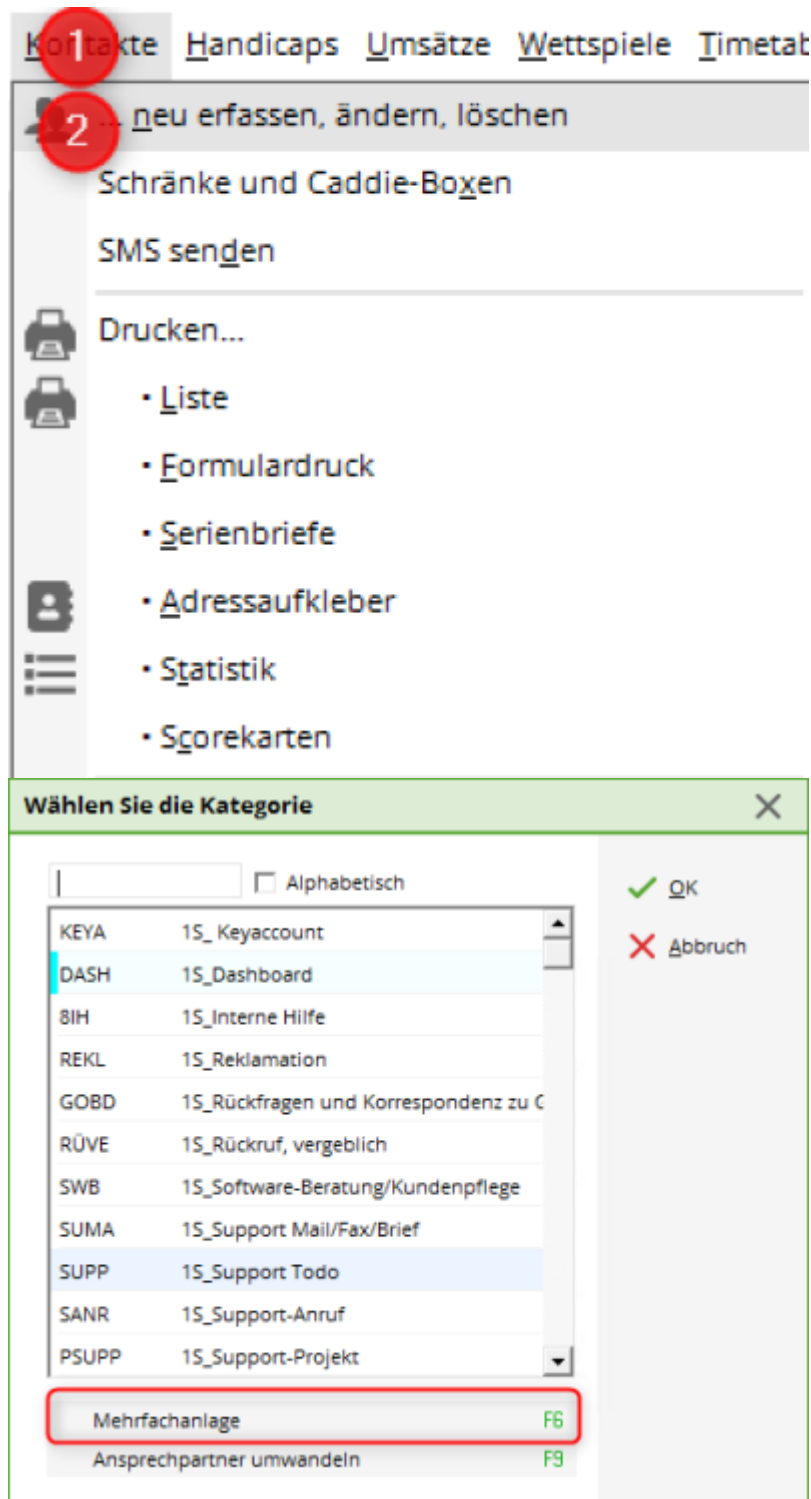 Kontakte Handicaps Umsätze Wettspiele Timetab
1
2
... neu erfassen, ändern, löschen
Schränke und Caddie-Boxen
SMS senden
Drucken...
• Liste
• Formulardruck
• Serienbriefe
• Adressaufkleber
• Statistik
• Scorekarten
Wählen Sie die Kategorie
Alphabetisch
OK
Abbruch
KEYA 1S_ Keyaccount
DASH 1S_Dashboard
8IH 1S_Interne Hilfe
REKL 1S_Reklamation
GOBD 1S_Rückfragen und Korrespondenz zu G
RÜVE 1S_Rückruf, vergeblich
SWB 1S_Software-Beratung/Kundenpflege
SUMA 1S_Support Mail/Fax/Brief
SUPP 1S_Support Todo
SANR 1S_Support-Anruf
PSUPP 1S_Support-Projekt
Mehrfachanlage F6
Ansprechpartner umwandeln F9